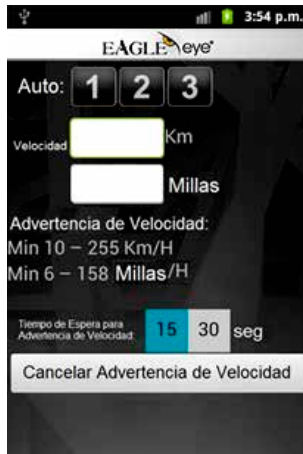 3:54 p.m.
EAGLE eye
Auto: 1 2 3
Velocidad Km
Millas
Advertencia de Velocidad:
Min 10 – 255 Km/H
Min 6 – 158 Millas/H
Tiempo de Espera para
Advertencia de Velocidad: 15 30 seg
Cancelar Advertencia de Velocidad